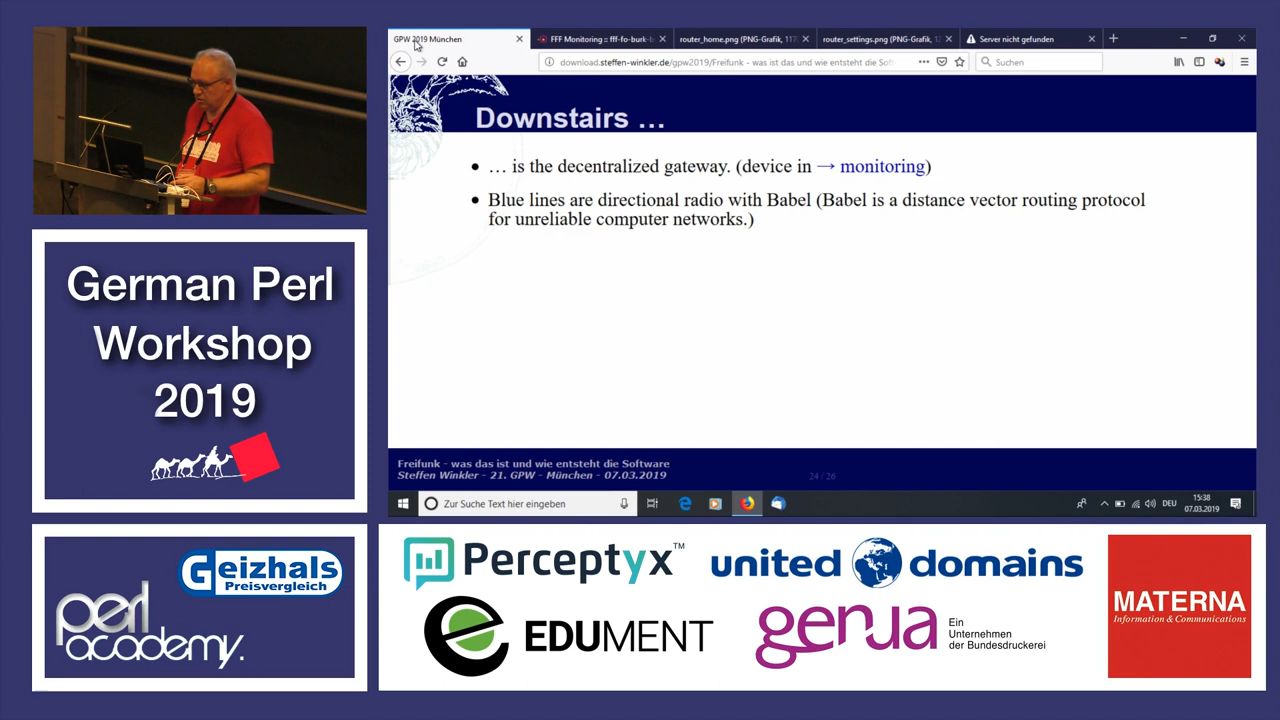 GPW 2019 München
FFF Monitoring :: fff-fo-burk-b
router_home.png (PNG-Grafik, 117
router_settings.png (PNG-Grafik, 12
Server nicht gefunden
download.steffen-winkler.de/gpw2019/Freifunk - was das ist und wie entsteht die Sof
Suchen
Downstairs …
• … is the decentralized gateway. (device in → monitoring)
• Blue lines are directional radio with Babel (Babel is a distance vector routing protocol
for unreliable computer networks.)
Freifunk - was das ist und wie entsteht die Software
Steffen Winkler - 21. GPW - München - 07.03.2019
24 / 26
Zur Suche Text hier eingeben
DEU
15:38
07.03.2019
German Perl
Workshop
2019
Geizhals
Preisvergleich
perl
academy.
Perceptyx™
united domains
EDUMENT
genua
Ein
Unternehmen
der Bundesdruckerei
MATERNA
Information & Communications